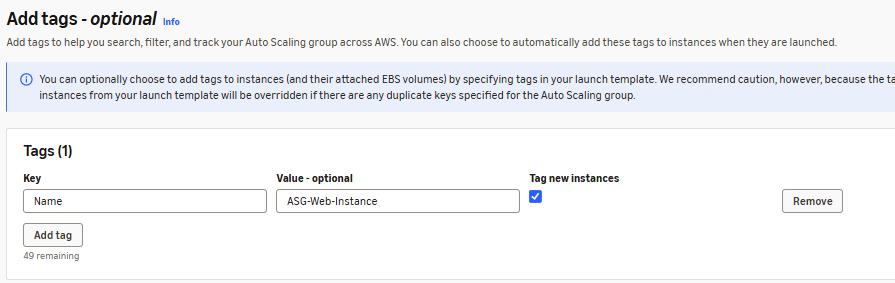 Add tags - optional Info
Add tags to help you search, filter, and track your Auto Scaling group across AWS. You can also choose to automatically add these tags to instances when they are launched.
You can optionally choose to add tags to instances (and their attached EBS volumes) by specifying tags in your launch template. We recommend caution, however, because the ta
instances from your launch template will be overridden if there are any duplicate keys specified for the Auto Scaling group.
Tags (1)
Key Value - optional Tag new instances
Name ASG-Web-Instance Remove
Add tag
49 remaining